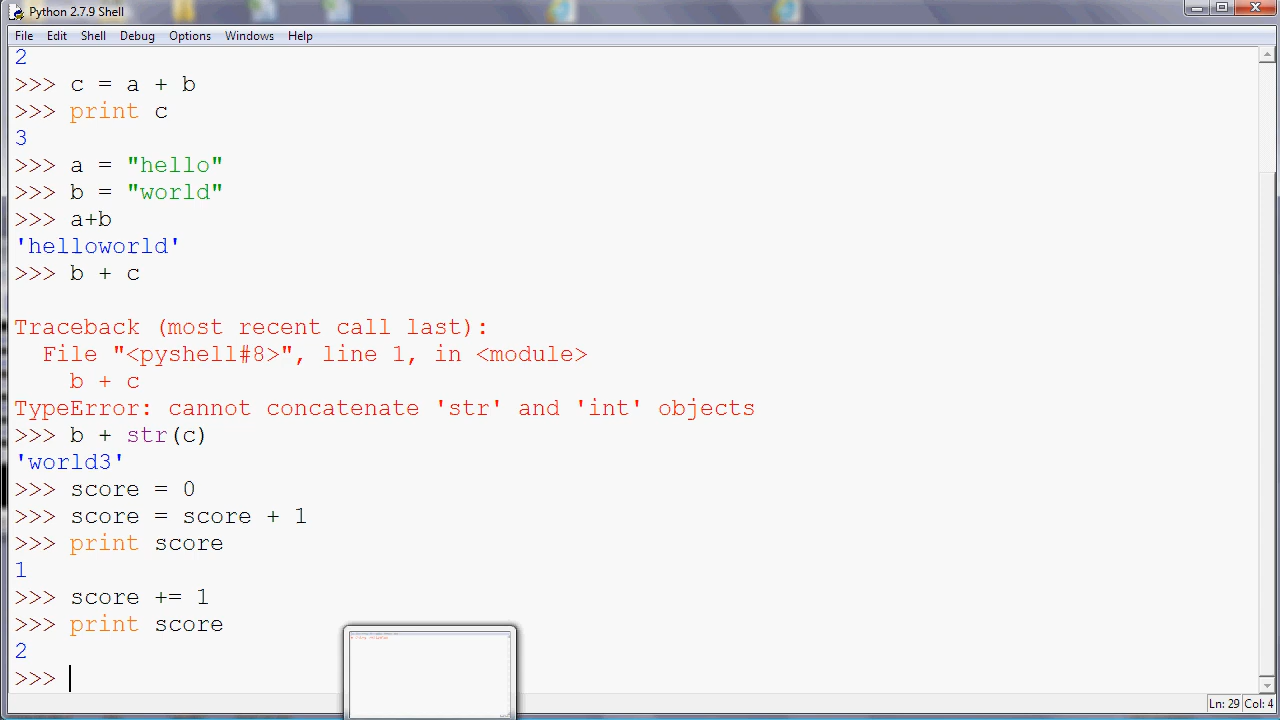 Python 2.7.9 Shell
File Edit Shell Debug Options Windows Help
2
>>> c = a + b
>>> print c
3
>>> a = "hello"
>>> b = "world"
>>> a+b
'helloworld'
>>> b + c
Traceback (most recent call last):
  File "<pyshell#8>", line 1, in <module>
    b + c
TypeError: cannot concatenate 'str' and 'int' objects
>>> b + str(c)
'world3'
>>> score = 0
>>> score = score + 1
>>> print score
1
>>> score += 1
>>> print score
2
>>>
Ln: 29 Col: 4